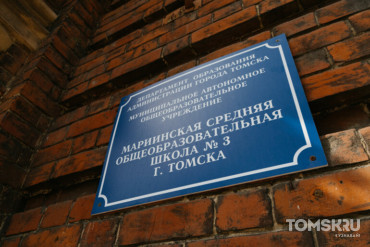 ДЕПАРТАМЕНТ ОБРАЗОВАНИЯ
АДМИНИСТРАЦИИ ГОРОДА ТОМСКА
МУНИЦИПАЛЬНОЕ АВТОНОМНОЕ
ОБЩЕОБРАЗОВАТЕЛЬНОЕ
УЧРЕЖДЕНИЕ
МАРИИНСКАЯ СРЕДНЯЯ
ОБЩЕОБРАЗОВАТЕЛЬНАЯ
ШКОЛА № 3
Г. ТОМСКА
TOMSK.RU